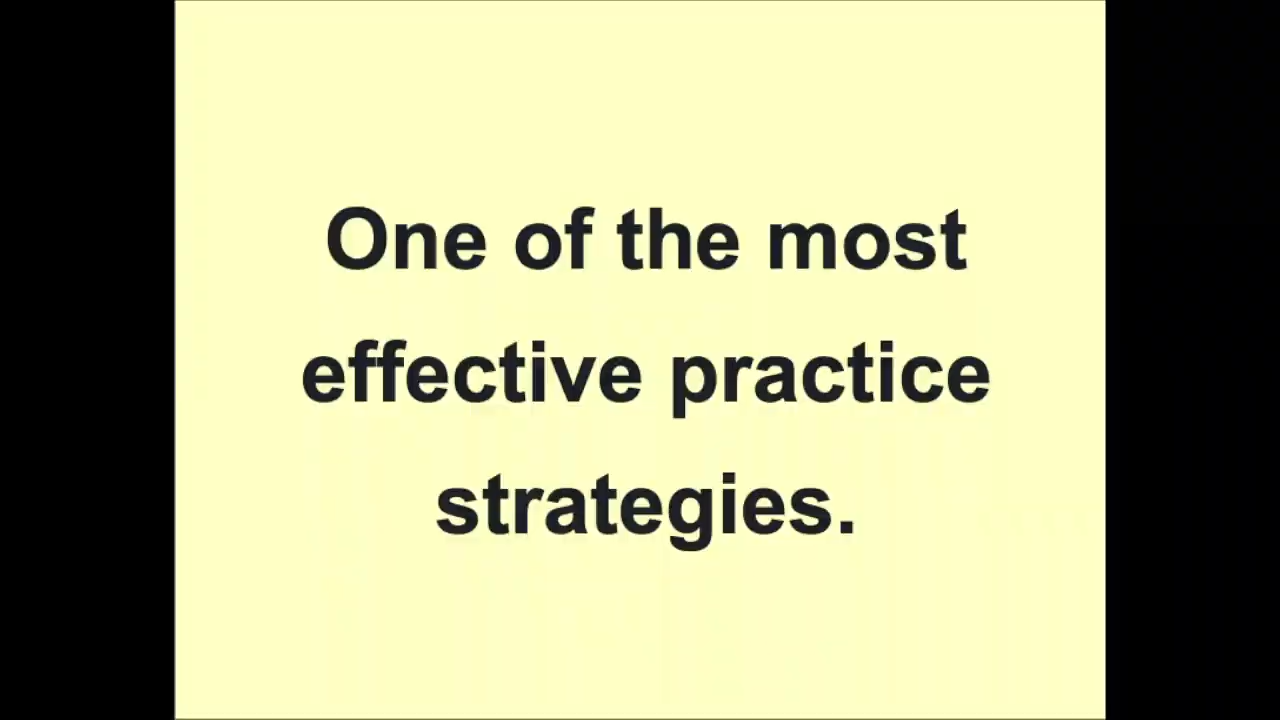 One of the most
effective practice
strategies.